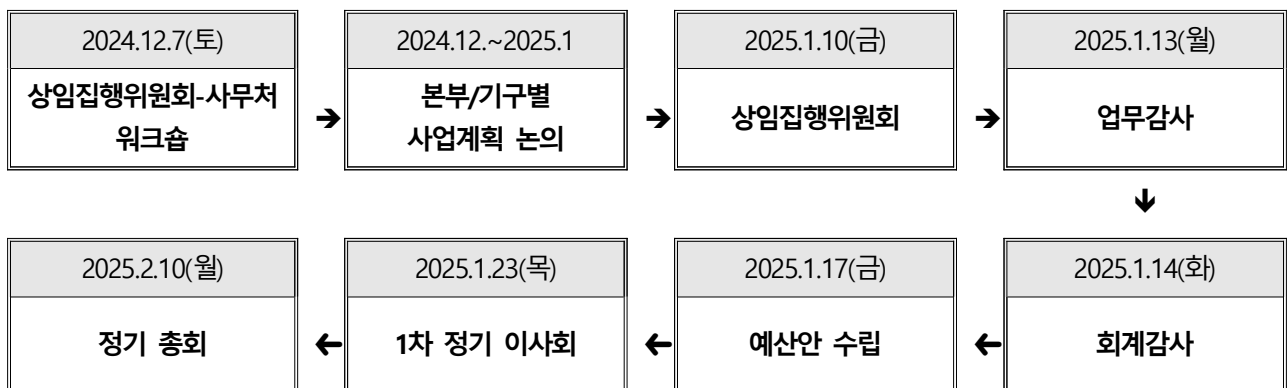 2024.12.7(토)
상임집행위원회-사무처
워크숍
➔
2024.12.~2025.1
본부/기구별
사업계획 논의
➔
2025.1.10(금)
상임집행위원회
➔
2025.1.13(월)
업무감사
🡳
2025.1.14(화)
회계감사
🡰
2025.1.17(금)
예산안 수립
🡰
2025.1.23(목)
1차 정기 이사회
🡰
2025.2.10(월)
정기 총회